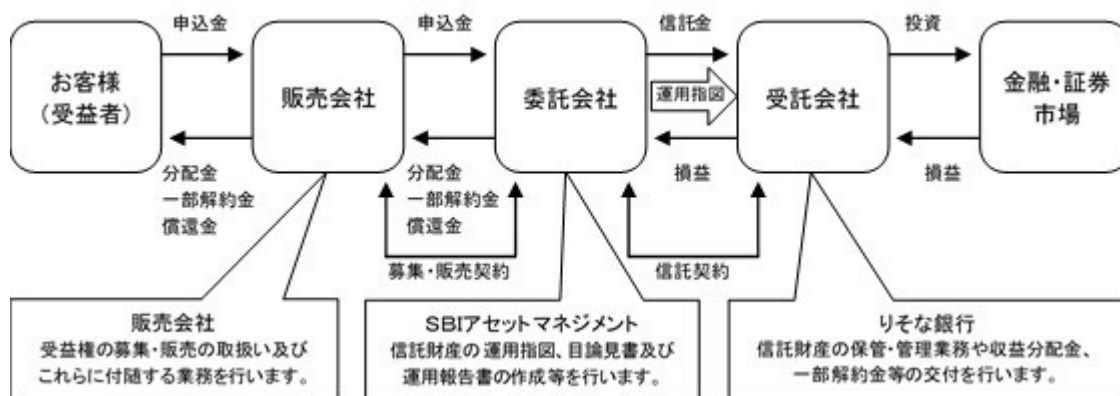 申込金
申込金
信託金
投資
お客様
(受益者)
販売会社
委託会社
運用指図
受託会社
金融・証券
市場
分配金
一部解約金
償還金
分配金
一部解約金
償還金
損益
損益
募集・販売契約
信託契約
販売会社
受益権の募集・販売の取扱い及び
これらに付随する業務を行います。
SBIアセットマネジメント
信託財産の運用指図、目論見書及び
運用報告書の作成等を行います。
りそな銀行
信託財産の保管・管理業務や収益分配金、
一部解約金等の交付を行います。